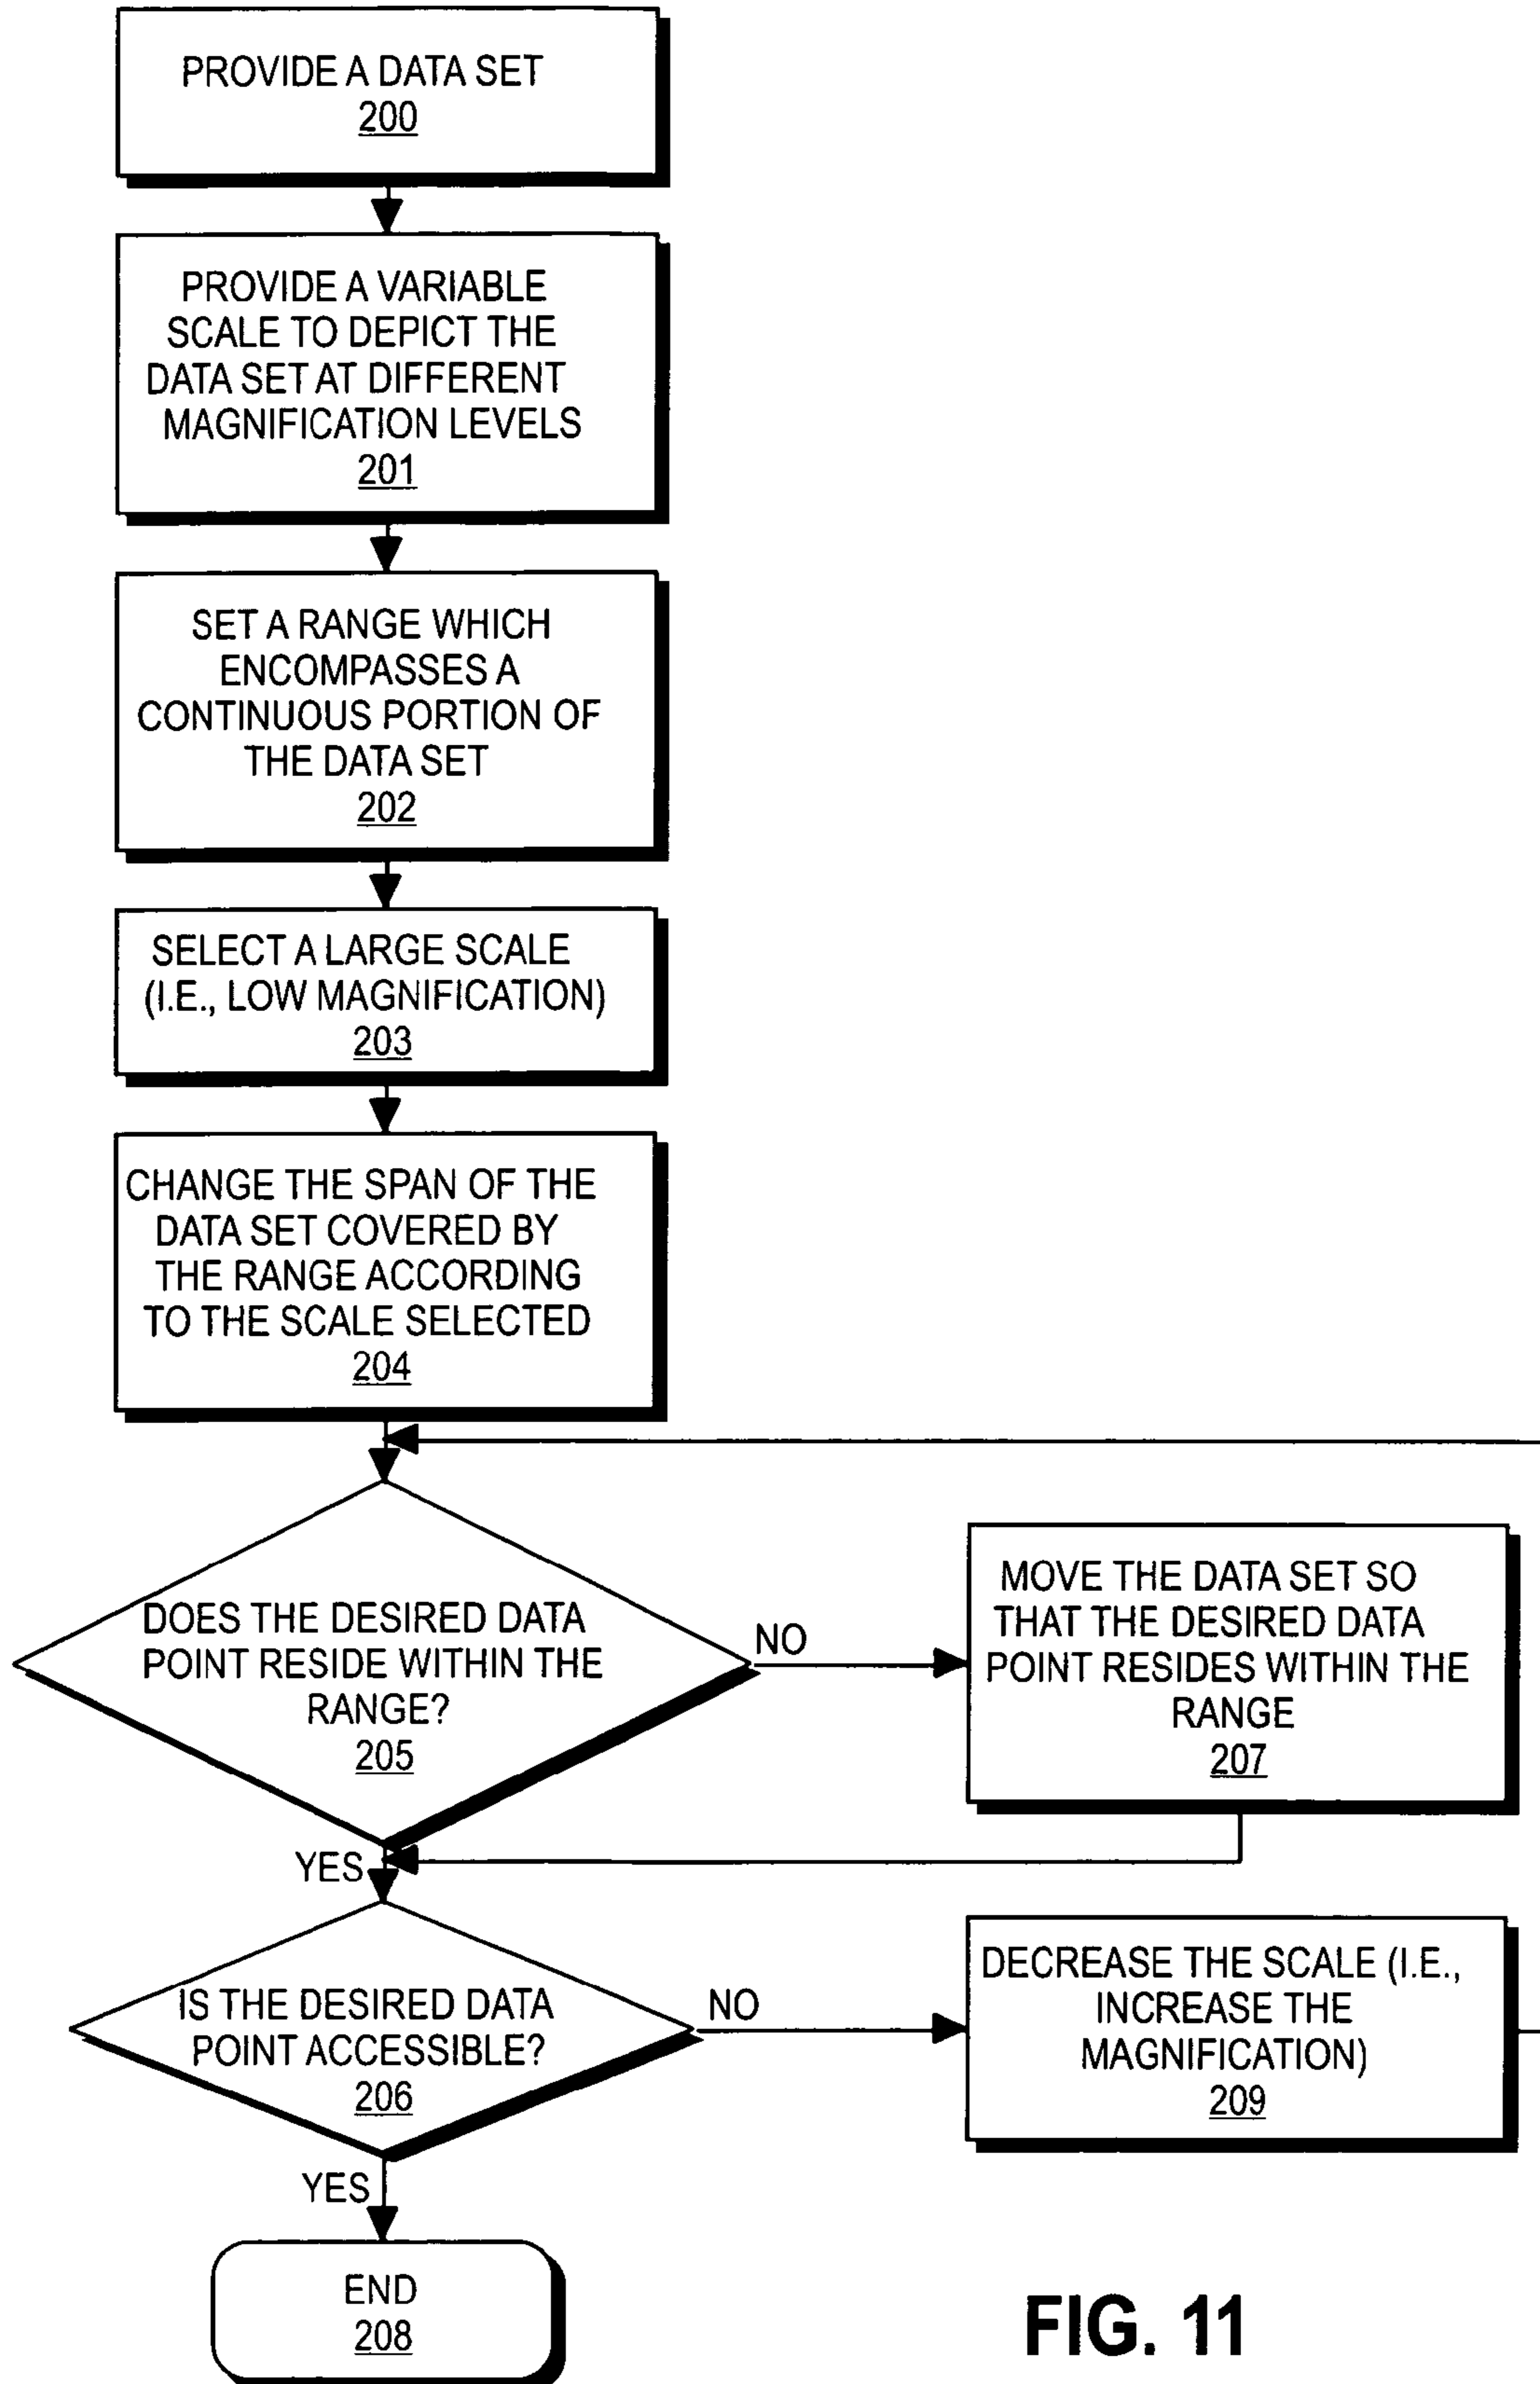 PROVIDE A DATA SET
200
PROVIDE A VARIABLE
SCALE TO DEPICT THE
DATA SET AT DIFFERENT
MAGNIFICATION LEVELS
201
SET A RANGE WHICH
ENCOMPASSES A
CONTINUOUS PORTION OF
THE DATA SET
202
SELECT A LARGE SCALE
(I.E., LOW MAGNIFICATION)
203
CHANGE THE SPAN OF THE
DATA SET COVERED BY
THE RANGE ACCORDING
TO THE SCALE SELECTED
204
DOES THE DESIRED DATA
POINT RESIDE WITHIN THE
RANGE?
205
NO
MOVE THE DATA SET SO
THAT THE DESIRED DATA
POINT RESIDES WITHIN THE
RANGE
207
YES
IS THE DESIRED DATA
POINT ACCESSIBLE?
206
NO
DECREASE THE SCALE (I.E.,
INCREASE THE
MAGNIFICATION)
209
YES
END
208
FIG. 11